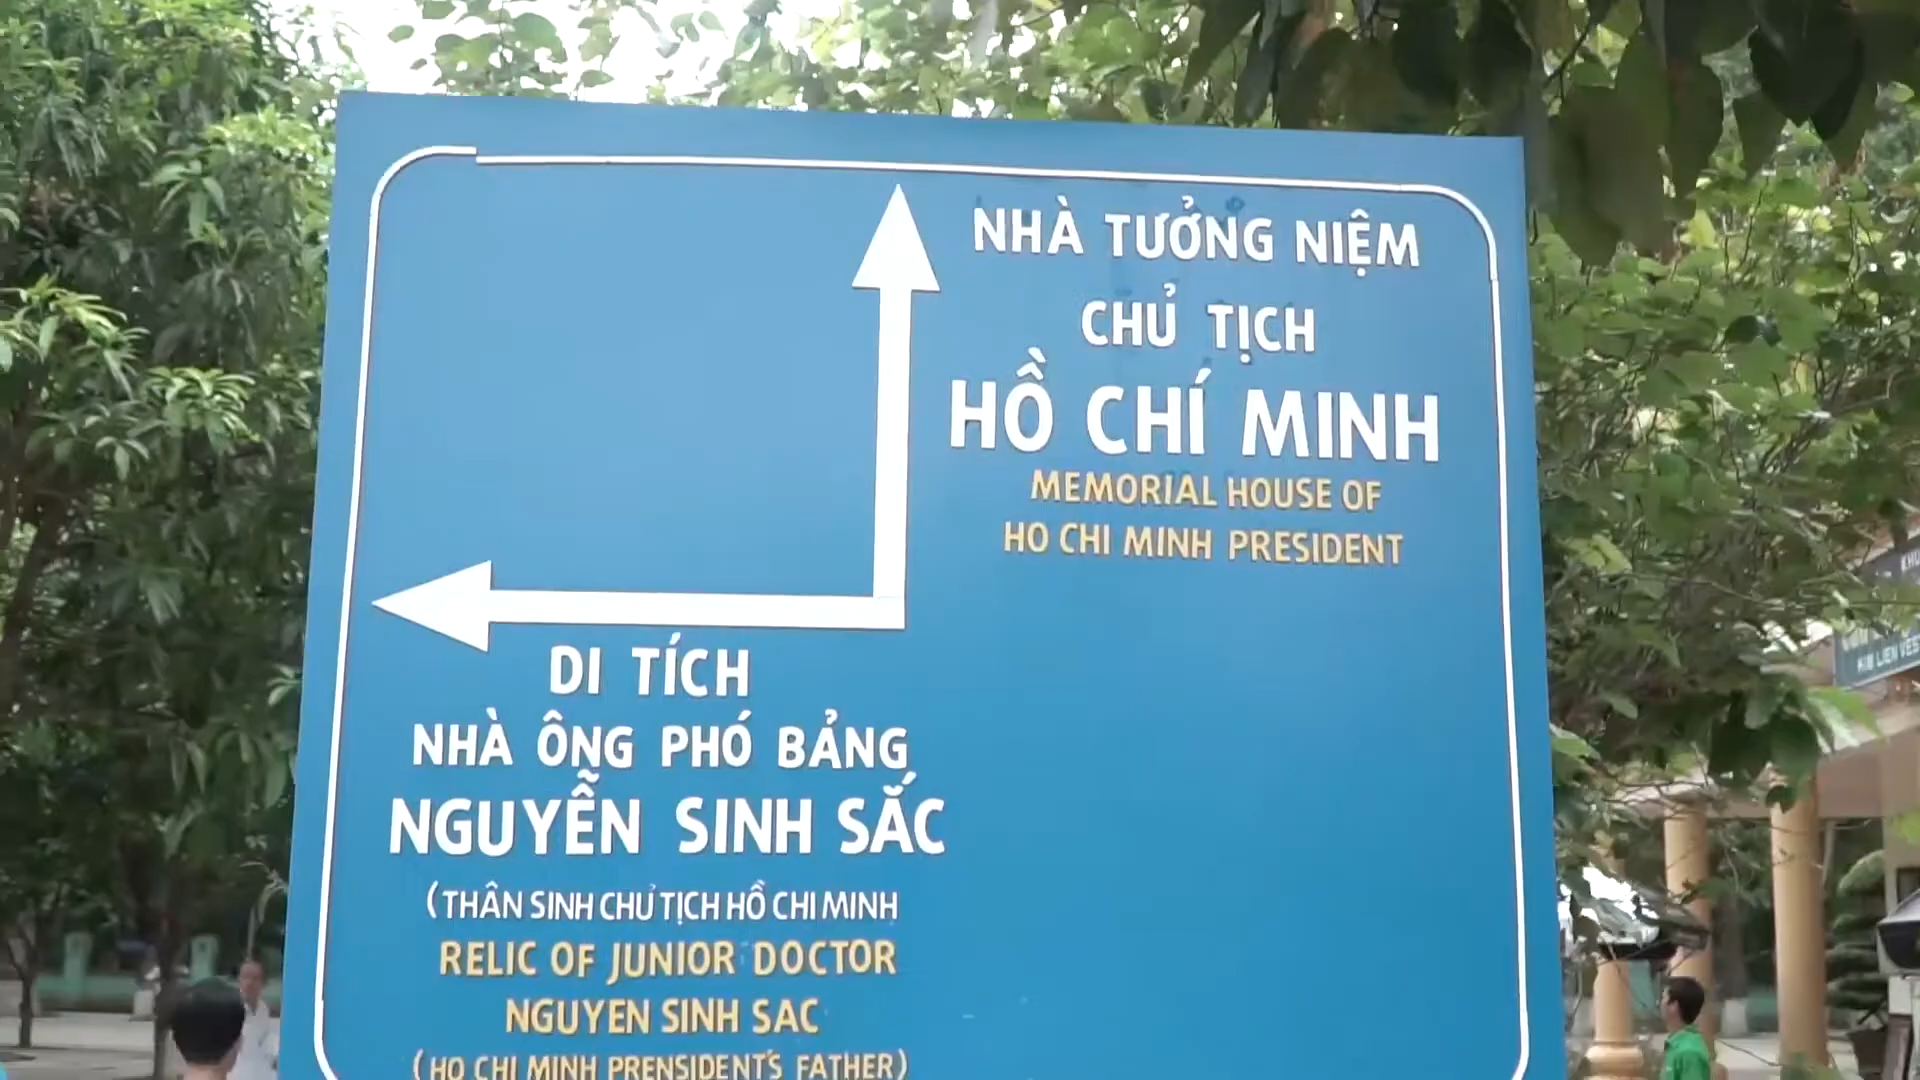 NHÀ TƯỞNG NIỆM
CHỦ TỊCH
HỒ CHÍ MINH
MEMORIAL HOUSE OF
HO CHI MINH PRESIDENT
DI TÍCH
NHÀ ÔNG PHÓ BẢNG
NGUYỄN SINH SẮC
(THÂN SINH CHỦ TỊCH HỒ CHI MINH
RELIC OF JUNIOR DOCTOR
NGUYEN SINH SAC
(HO CHI MINH PRENSIDENT'S FATHER)
KIM LIEN